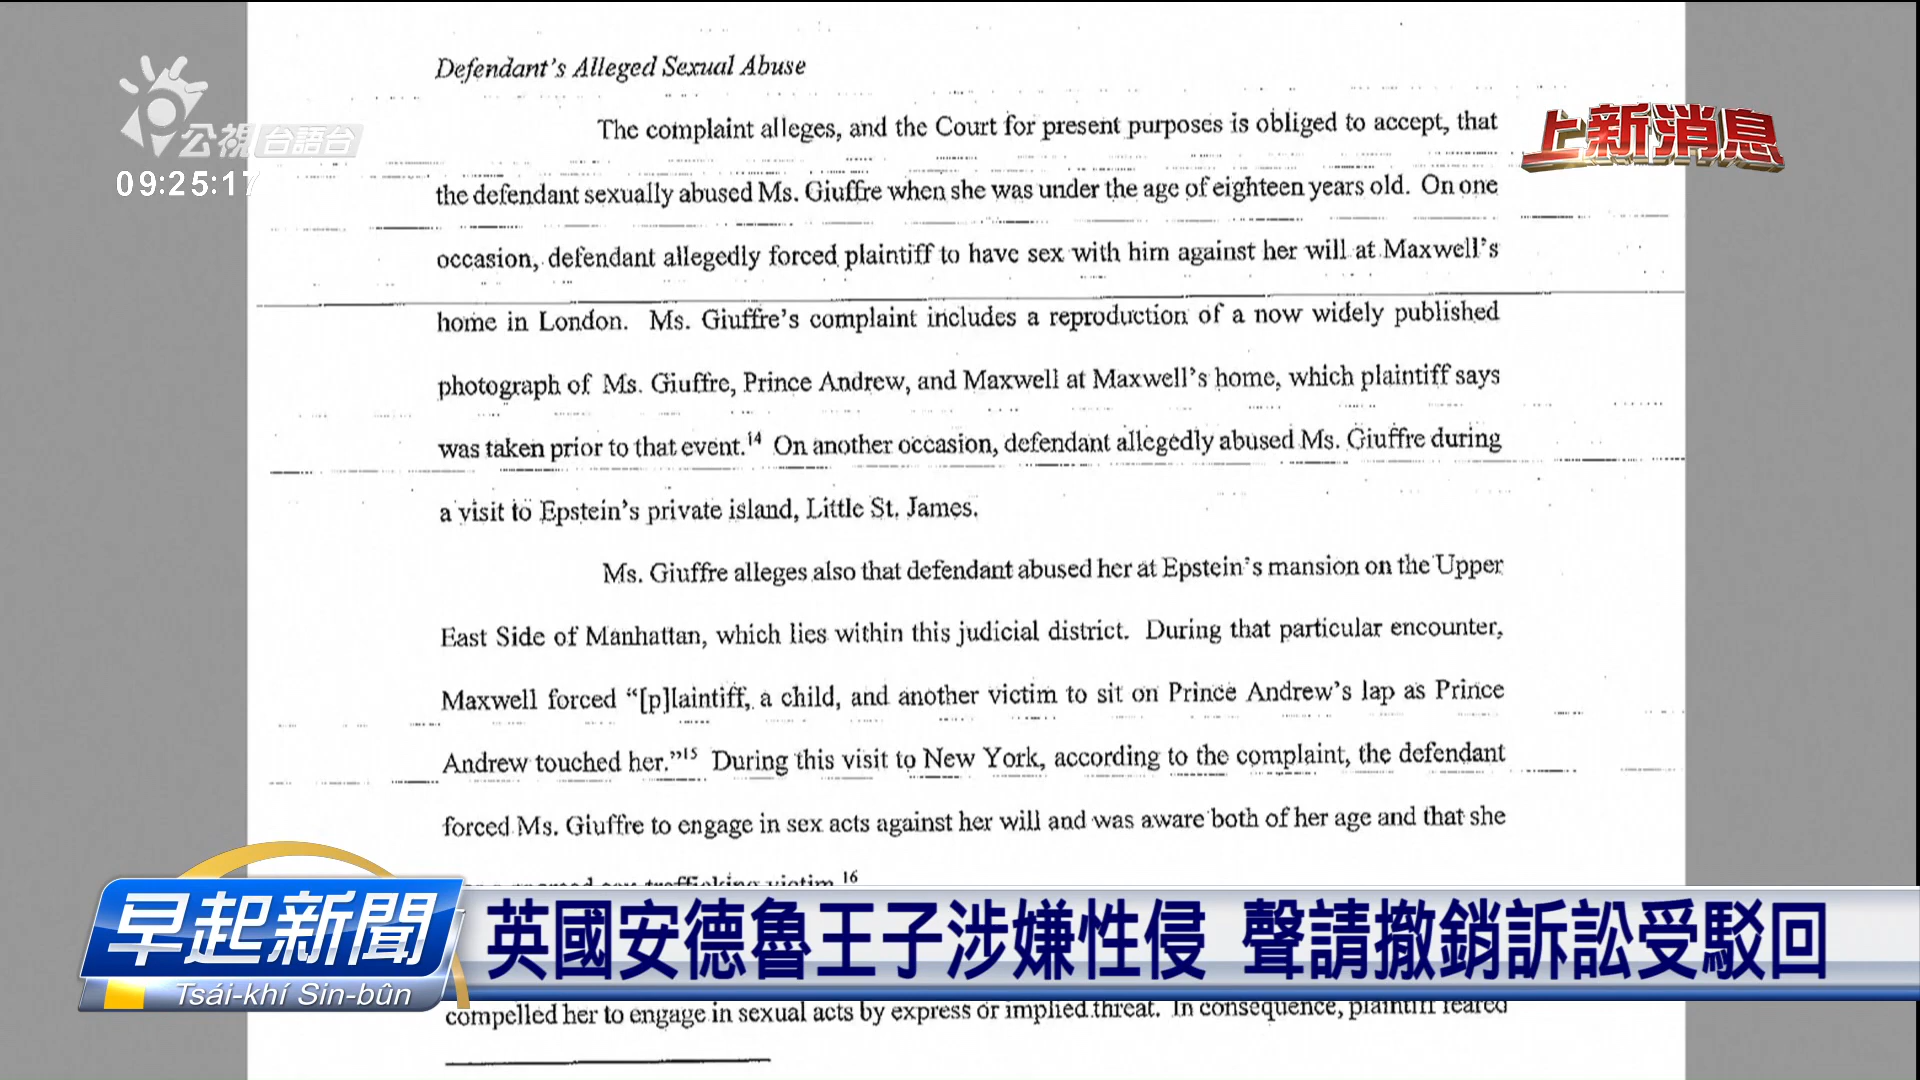 Defendant's Alleged Sexual Abuse
公視台語台
上新消息
09:25:17
The complaint alleges, and the Court for present purposes is obliged to accept, that
the defendant sexually abused Ms. Giuffre when she was under the age of eighteen years old. On one
occasion, defendant allegedly forced plaintiff to have sex with him against her will at Maxwell's
home in London. Ms. Giuffre's complaint includes a reproduction of a now widely published
photograph of Ms. Giuffre, Prince Andrew, and Maxwell at Maxwell's home, which plaintiff says
was taken prior to that event.14 On another occasion, defendant allegedly abused Ms. Giuffre during
a visit to Epstein's private island, Little St. James.
Ms. Giuffre alleges also that defendant abused her at Epstein's mansion on the Upper
East Side of Manhattan, which lies within this judicial district. During that particular encounter,
Maxwell forced "[p]laintiff, a child, and another victim to sit on Prince Andrew's lap as Prince
Andrew touched her."15 During this visit to New York, according to the complaint, the defendant
forced Ms. Giuffre to engage in sex acts against her will and was aware both of her age and that she
sex-trafficking victim.16
早起新聞
Tsái-khí Sin-bûn
英國安德魯王子涉嫌性侵 聲請撤銷訴訟受駁回
compelled her to engage in sexual acts by express or implied threat. In consequence, plaintiff feared